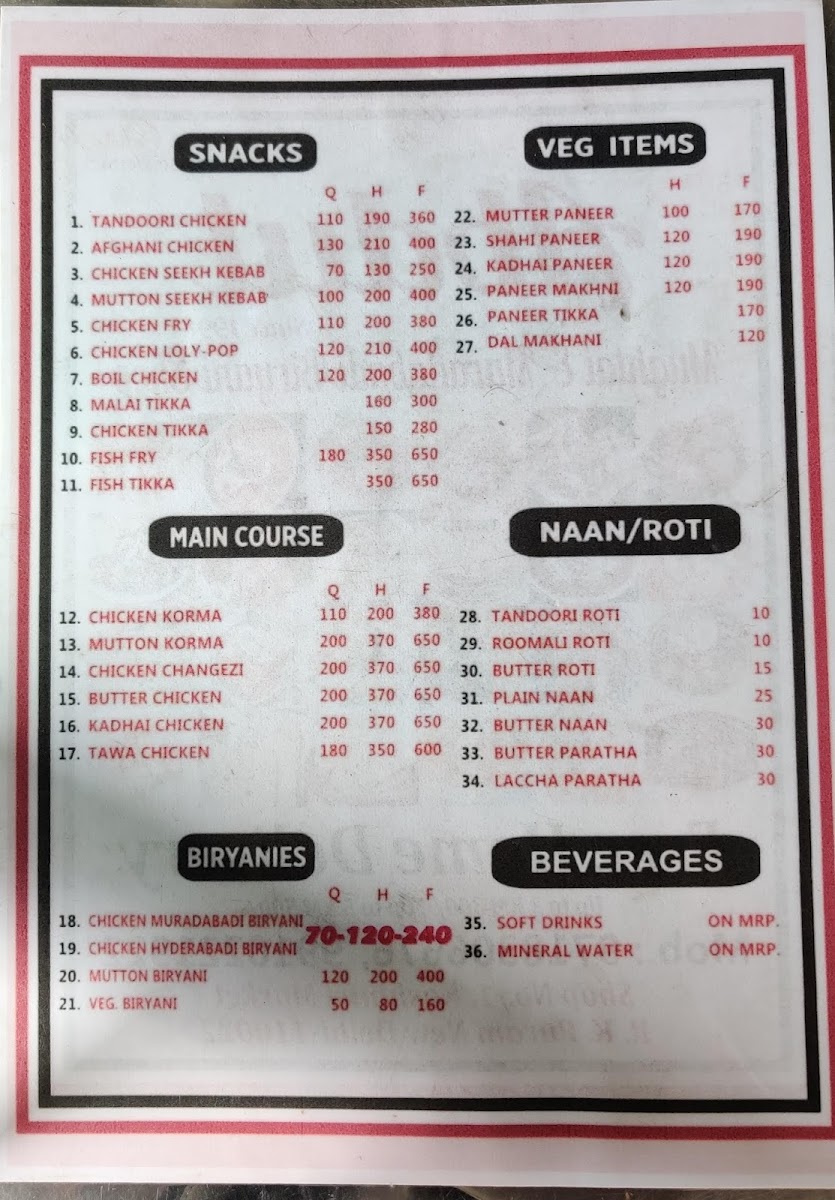 SNACKS
Q H F
1. TANDOORI CHICKEN 110 190 360
2. AFGHANI CHICKEN 130 210 400
3. CHICKEN SEEKH KEBAB 70 130 250
4. MUTTON SEEKH KEBAB 100 200 400
5. CHICKEN FRY 110 200 380
6. CHICKEN LOLY-POP 120 210 400
7. BOIL CHICKEN 120 200 380
8. MALAI TIKKA 160 300
9. CHICKEN TIKKA 150 280
10. FISH FRY 180 350 650
11. FISH TIKKA 350 650
VEG ITEMS
H F
22. MUTTER PANEER 100 170
23. SHAHI PANEER 120 190
24. KADHAI PANEER 120 190
25. PANEER MAKHNI 120 190
26. PANEER TIKKA 170
27. DAL MAKHANI 120
MAIN COURSE
Q H F
12. CHICKEN KORMA 110 200 380
13. MUTTON KORMA 200 370 650
14. CHICKEN CHANGEZI 200 370 650
15. BUTTER CHICKEN 200 370 650
16. KADHAI CHICKEN 200 370 650
17. TAWA CHICKEN 180 350 600
NAAN/ROTI
28. TANDOORI ROTI 10
29. ROOMALI ROTI 10
30. BUTTER ROTI 15
31. PLAIN NAAN 25
32. BUTTER NAAN 30
33. BUTTER PARATHA 30
34. LACCHA PARATHA 30
BIRYANIES
Q H F
18. CHICKEN MURADABADI BIRYANI
70-120-240
19. CHICKEN HYDERABADI BIRYANI
20. MUTTON BIRYANI 120 200 400
21. VEG. BIRYANI 50 80 160
BEVERAGES
35. SOFT DRINKS ON MRP.
36. MINERAL WATER ON MRP.